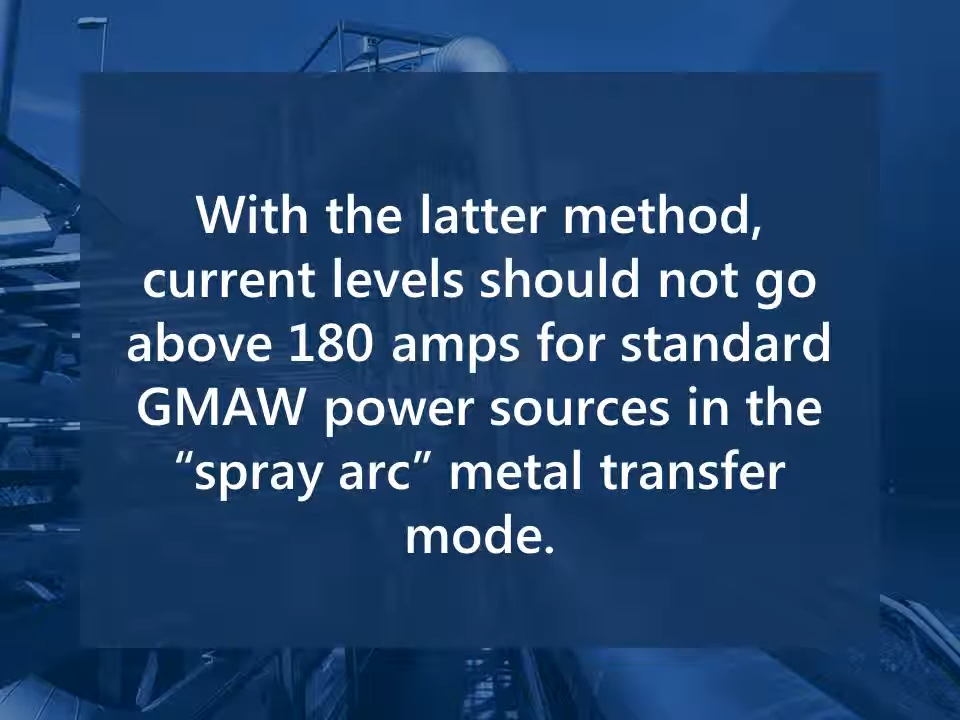 With the latter method,
current levels should not go
above 180 amps for standard
GMAW power sources in the
“spray arc” metal transfer
mode.